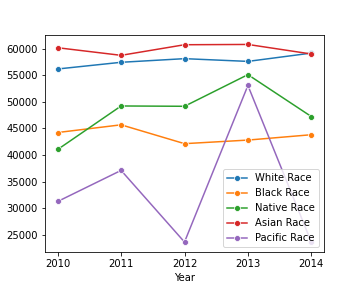 60000
55000
50000
45000
40000
35000
30000
25000
2010 2011 2012 2013 2014
Year
White Race
Black Race
Native Race
Asian Race
Pacific Race